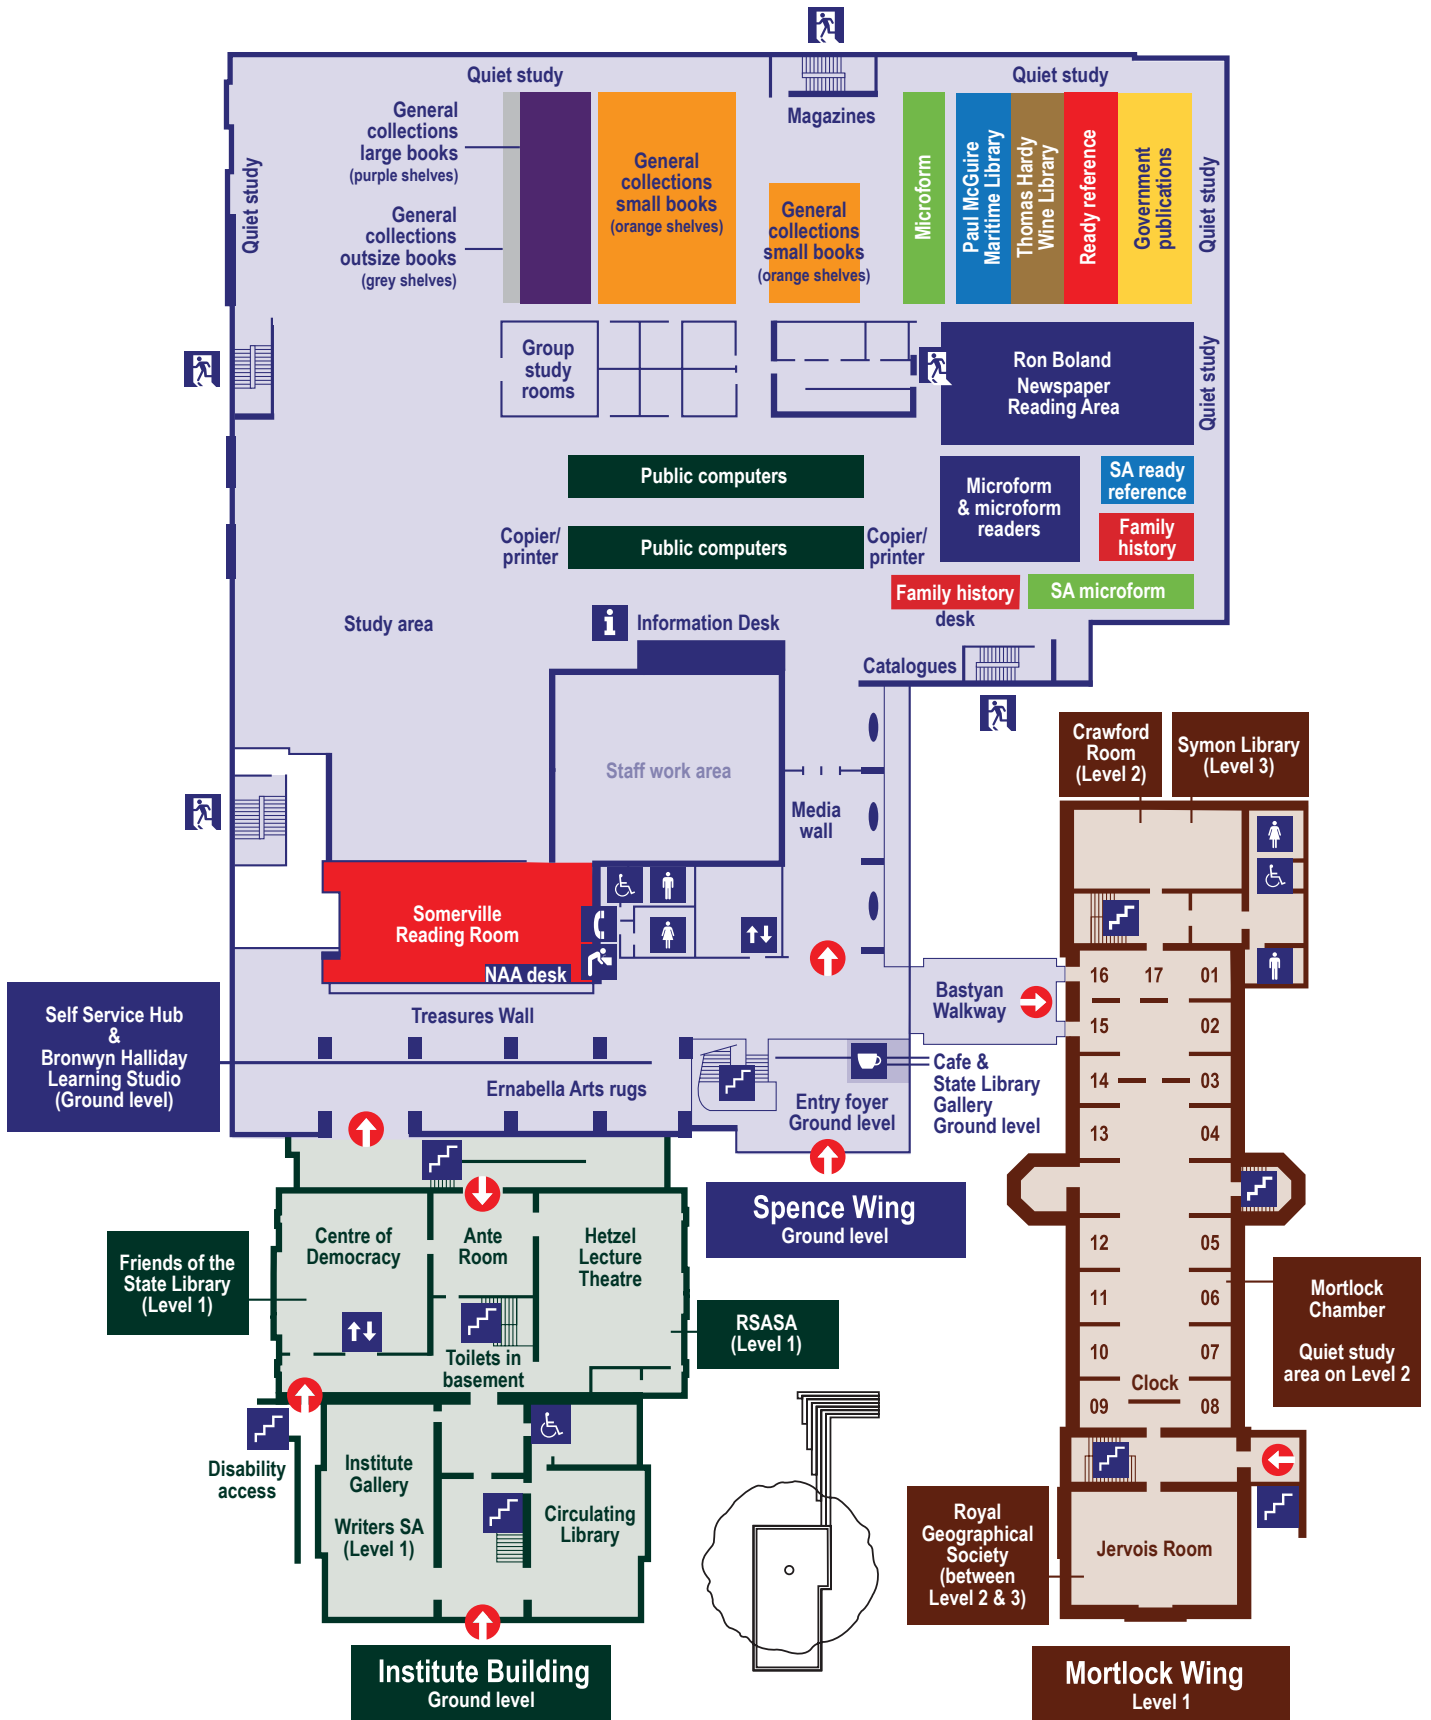 Quiet study
Quiet study
General
collections
large books
(purple shelves)
General
collections
outsize books
(grey shelves)
Quiet study
General
collections
small books
(orange shelves)
Magazines
General
collections
small books
(orange shelves)
Microform
Paul McGuire
Maritime Library
Thomas Hardy
Wine Library
Ready reference
Government
publications
Quiet study
Group
study
rooms
Ron Boland
Newspaper
Reading Area
Quiet study
Public computers
Microform
& microform
readers
SA ready
reference
Copier/
printer
Public computers
Copier/
printer
Family
history
Family history
desk
SA microform
Study area
i
Information Desk
Catalogues
Staff work area
Media
wall
Crawford
Room
(Level 2)
Symon Library
(Level 3)
Somerville
Reading Room
NAA desk
Treasures Wall
Self Service Hub
&
Bronwyn Halliday
Learning Studio
(Ground level)
Ernabella Arts rugs
Bastyan
Walkway
Cafe &
State Library
Gallery
Ground level
Entry foyer
Ground level
Spence Wing
Ground level
16
17
01
15
02
14
03
13
04
12
05
11
06
10
07
Clock
09
08
Mortlock
Chamber
Quiet study
area on Level 2
Friends of the
State Library
(Level 1)
Centre of
Democracy
Ante
Room
Hetzel
Lecture
Theatre
RSASA
(Level 1)
Toilets in
basement
Disability
access
Institute
Gallery
Writers SA
(Level 1)
Circulating
Library
Royal
Geographical
Society
(between
Level 2 & 3)
Jervois Room
Institute Building
Ground level
Mortlock Wing
Level 1